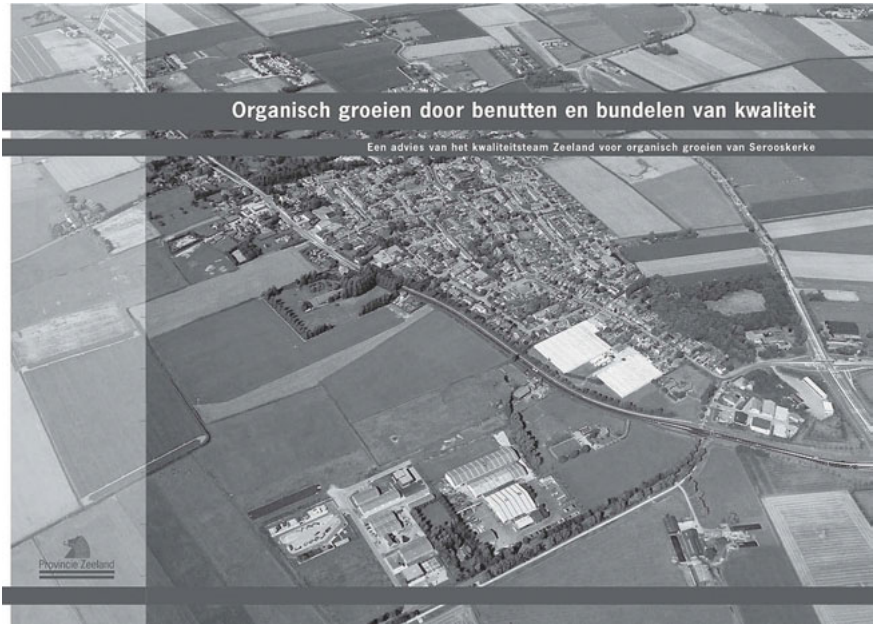 Organisch groeien door benutten en bundelen van kwaliteit
Een advies van het kwaliteitsteam Zeeland voor organisch groeien van Serooskerke
Provincie Zeeland